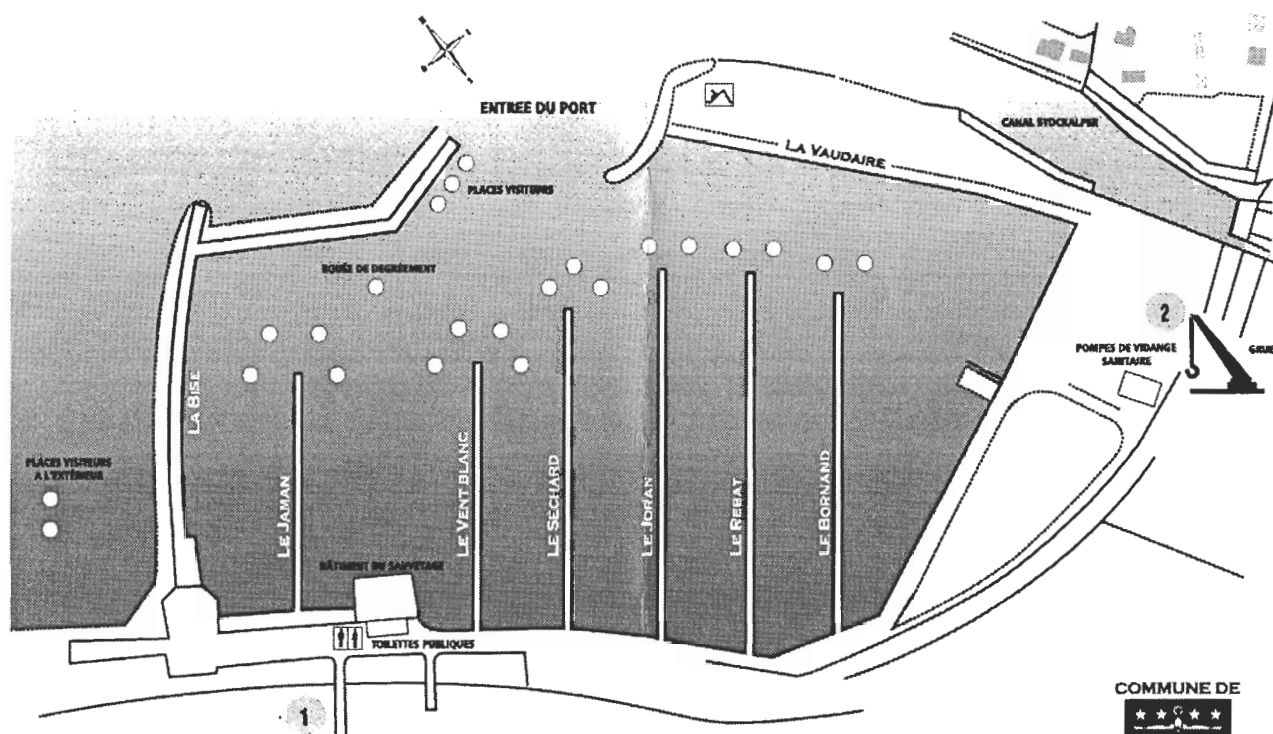 ENTREE DU PORT
CANAL STOCKALPER
LA VAUDAIRE
PLACES VISITEURS
BOUÉE DE DEGRÉEMENT
2
POMPES DE VIDANGE
SANITAIRE
GRUE
LA BISE
PLACES VISITEURS
A L'EXTÉRIEUR
LE JAMAN
LE VENT BLANC
LE SÉCHARD
LE JORAN
LE REBAT
LE BORNAND
BÂTIMENT DU SAUVETAGE
TOILETTES PUBLIQUES
1
COMMUNE DE